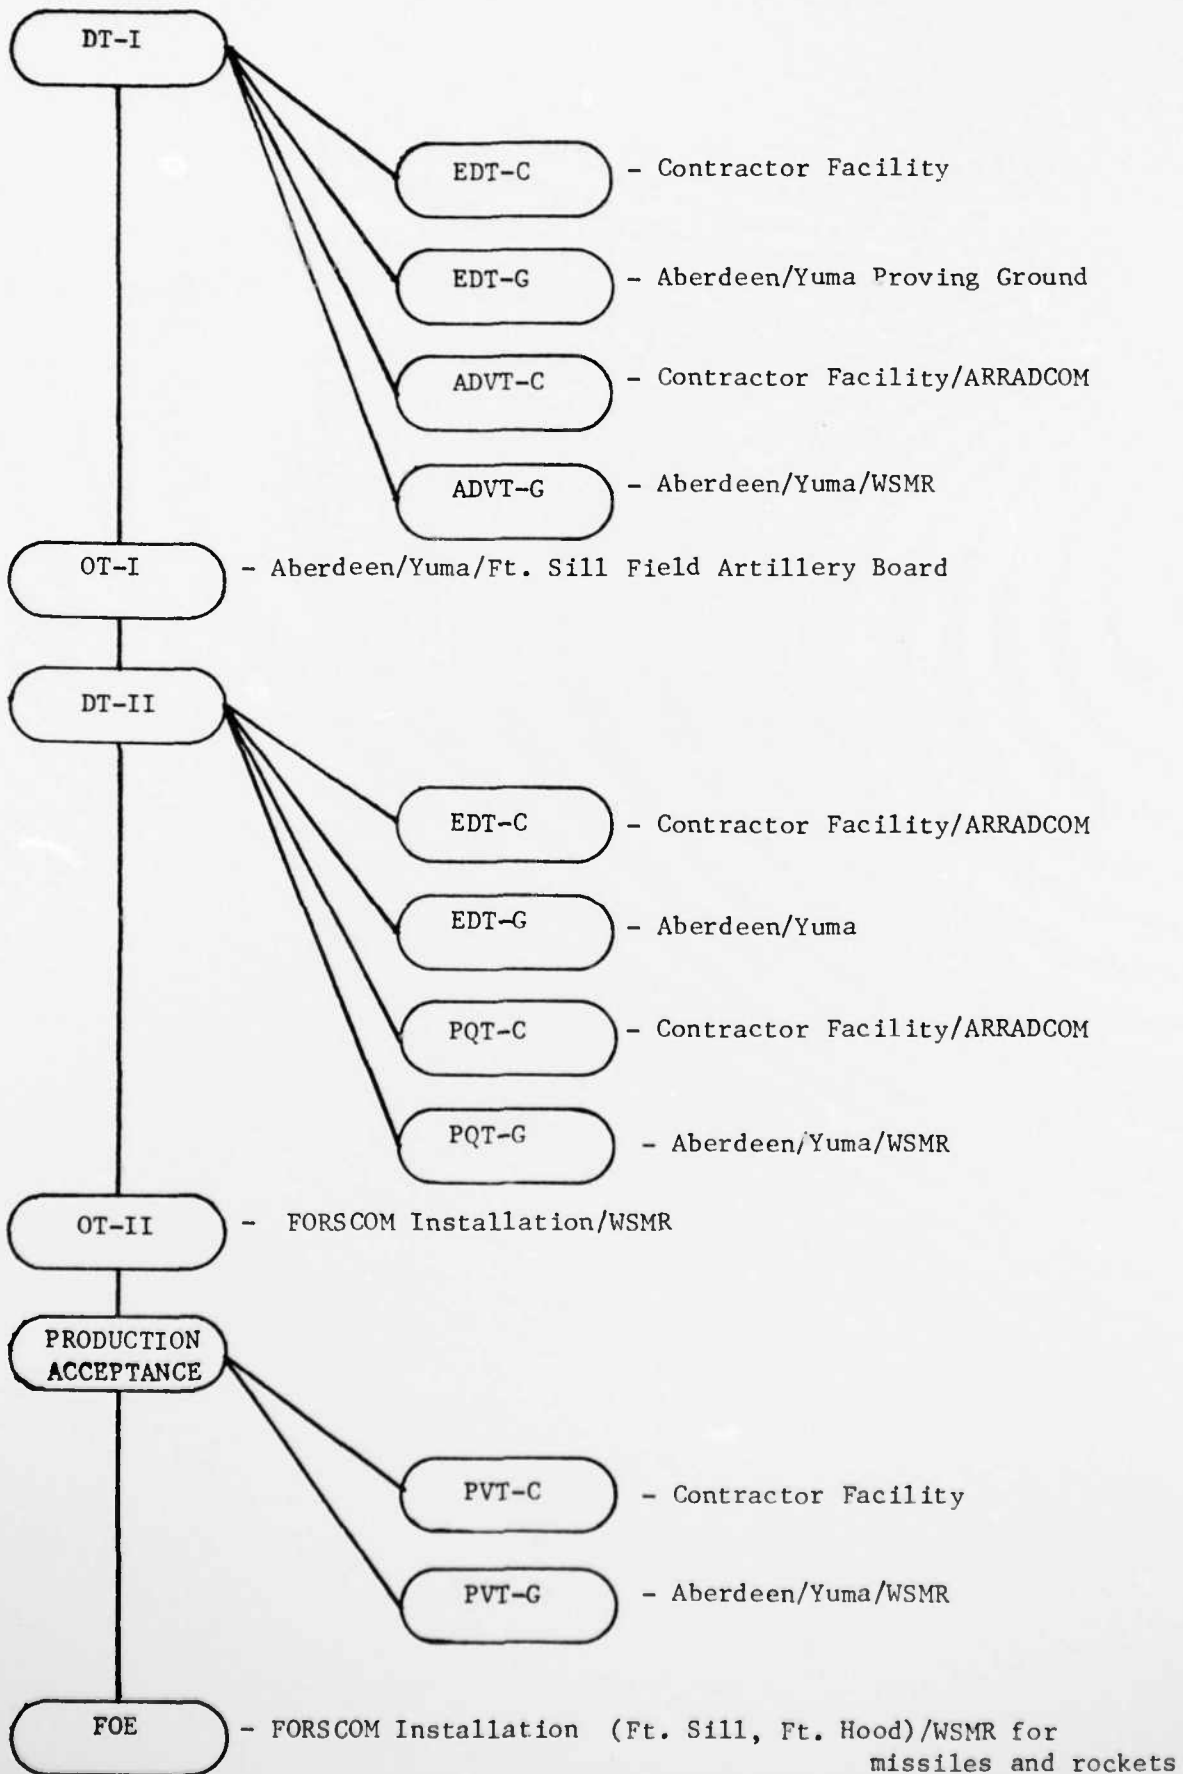 DT-I
EDT-C - Contractor Facility
EDT-G - Aberdeen/Yuma Proving Ground
ADVT-C - Contractor Facility/ARRADCOM
ADVT-G - Aberdeen/Yuma/WSMR
OT-I - Aberdeen/Yuma/Ft. Sill Field Artillery Board
DT-II
EDT-C - Contractor Facility/ARRADCOM
EDT-G - Aberdeen/Yuma
PQT-C - Contractor Facility/ARRADCOM
PQT-G - Aberdeen/Yuma/WSMR
OT-II - FORSCOM Installation/WSMR
PRODUCTION
ACCEPTANCE
PVT-C - Contractor Facility
PVT-G - Aberdeen/Yuma/WSMR
FOE - FORSCOM Installation (Ft. Sill, Ft. Hood)/WSMR for
missiles and rockets